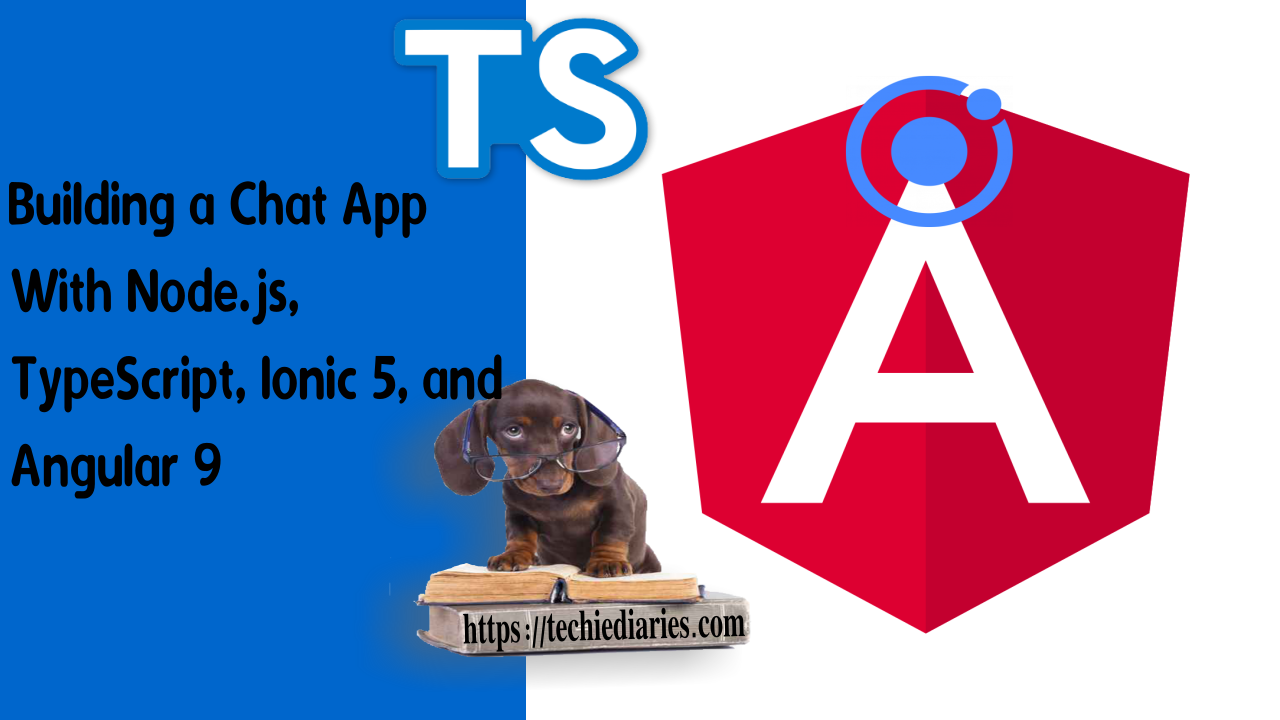 TS
Building a Chat App
With Node.js,
TypeScript, Ionic 5, and
Angular 9
A
https://techiediaries.com